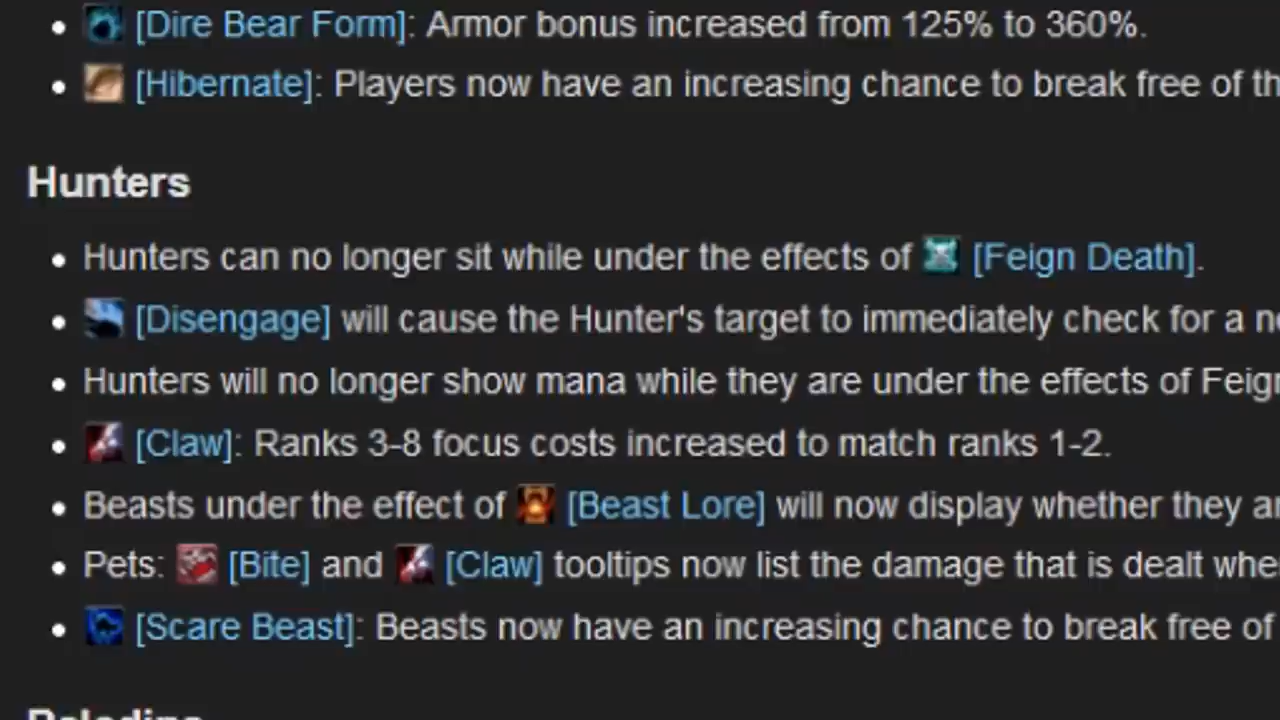 [Dire Bear Form]: Armor bonus increased from 125% to 360%.
[Hibernate]: Players now have an increasing chance to break free of th
Hunters
Hunters can no longer sit while under the effects of [Feign Death].
[Disengage] will cause the Hunter's target to immediately check for a
Hunters will no longer show mana while they are under the effects of Feign
[Claw]: Ranks 3-8 focus costs increased to match ranks 1-2.
Beasts under the effect of [Beast Lore] will now display whether they
Pets: [Bite] and [Claw] tooltips now list the damage that is dealt whe
[Scare Beast]: Beasts now have an increasing chance to break free of